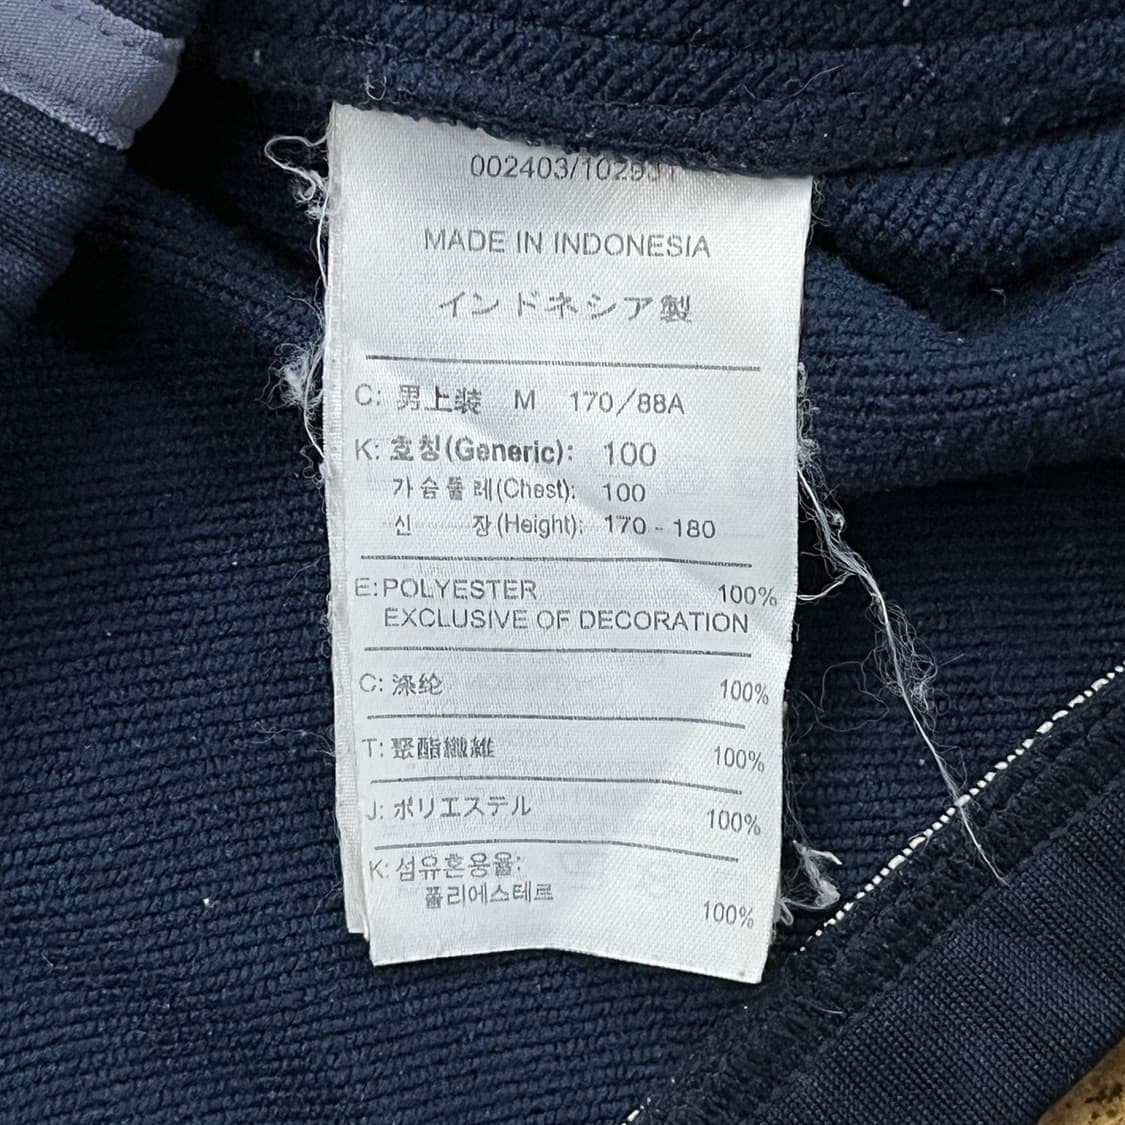 002403/102931
MADE IN INDONESIA
インドネシア製
C: 男上装 M 170/88A
K: 호칭(Generic): 100
가슴둘레(Chest): 100
신 장(Height): 170 - 180
E:POLYESTER 100%
EXCLUSIVE OF DECORATION
C: 涤纶 100%
T: 聚酯纖維 100%
J: ポリエステル 100%
K: 섬유혼용율:
폴리에스테르 100%